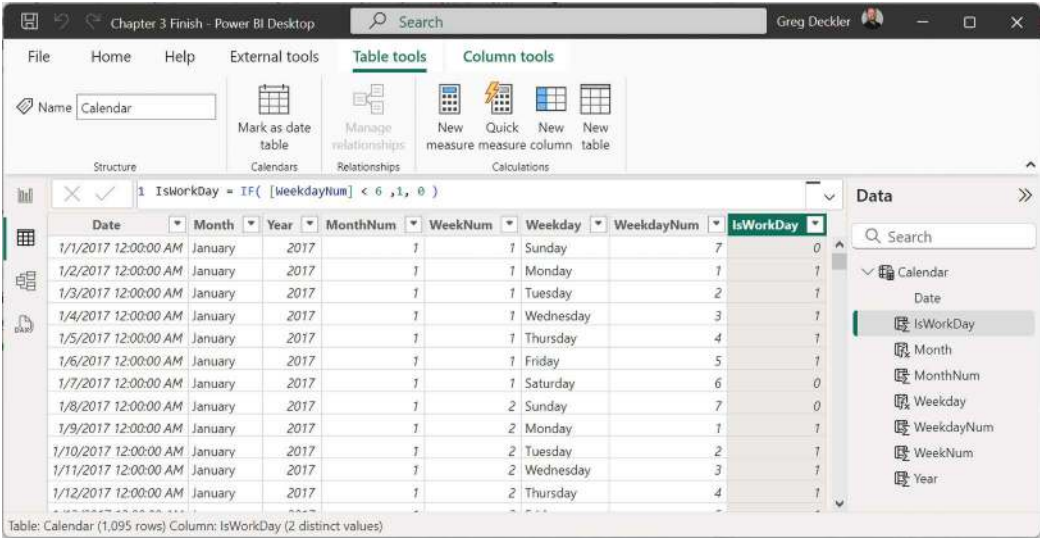 Chapter 3 Finish - Power BI Desktop
Search
Greg Deckler
File Home Help External tools Table tools Column tools
Name Calendar
Mark as date table
Manage relationships
New measure
Quick measure
New column
New table
Structure Calendars Relationships Calculations
1 IsWorkDay = IF( [WeekdayNum] < 6 ,1, 0 )
Date Month Year MonthNum WeekNum Weekday WeekdayNum IsWorkDay
1/1/2017 12:00:00 AM January 2017 1 1 Sunday 7 0
1/2/2017 12:00:00 AM January 2017 1 1 Monday 1 1
1/3/2017 12:00:00 AM January 2017 1 1 Tuesday 2 1
1/4/2017 12:00:00 AM January 2017 1 1 Wednesday 3 1
1/5/2017 12:00:00 AM January 2017 1 1 Thursday 4 1
1/6/2017 12:00:00 AM January 2017 1 1 Friday 5 1
1/7/2017 12:00:00 AM January 2017 1 1 Saturday 6 0
1/8/2017 12:00:00 AM January 2017 1 2 Sunday 7 0
1/9/2017 12:00:00 AM January 2017 1 2 Monday 1 1
1/10/2017 12:00:00 AM January 2017 1 2 Tuesday 2 1
1/11/2017 12:00:00 AM January 2017 1 2 Wednesday 3 1
1/12/2017 12:00:00 AM January 2017 1 2 Thursday 4 1
Data
Search
Calendar
Date
IsWorkDay
Month
MonthNum
Weekday
WeekdayNum
WeekNum
Year
Table: Calendar (1,095 rows) Column: IsWorkDay (2 distinct values)